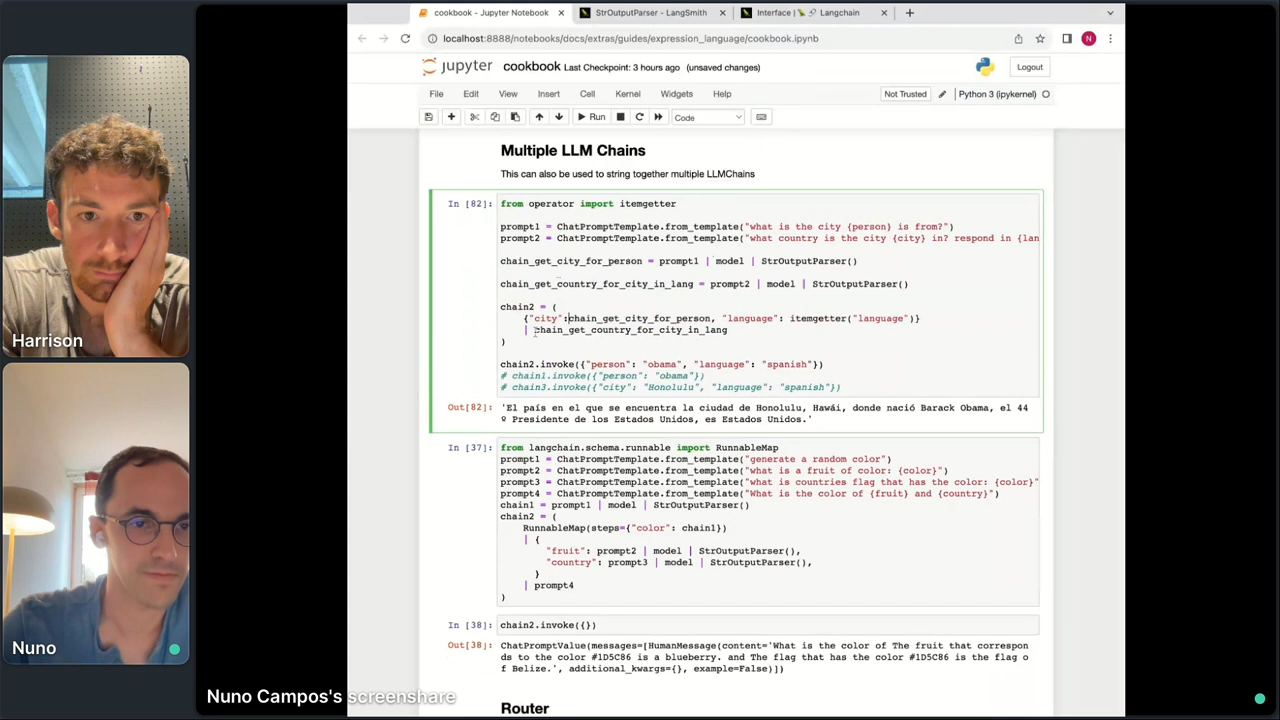 cookbook - Jupyter Notebook
StrOutputParser - LangSmith
Interface | Langchain
localhost:8888/notebooks/docs/extras/guides/expression_language/cookbook.ipynb
N
jupyter cookbook Last Checkpoint: 3 hours ago (unsaved changes)
Logout
File Edit View Insert Cell Kernel Widgets Help
Not Trusted
Python 3 (ipykernel)
Run
Code
Multiple LLM Chains
This can also be used to string together multiple LLMChains
In [82]:
from operator import itemgetter
prompt1 = ChatPromptTemplate.from_template("what is the city {person} is from?")
prompt2 = ChatPromptTemplate.from_template("what country is the city {city} in? respond in {lan
chain_get_city_for_person = prompt1 | model | StrOutputParser()
chain_get_country_for_city_in_lang = prompt2 | model | StrOutputParser()
chain2 = (
{"city":chain_get_city_for_person, "language": itemgetter("language")}
| chain_get_country_for_city_in_lang
)
chain2.invoke({"person": "obama", "language": "spanish"})
# chain1.invoke({"person": "obama"})
# chain3.invoke({"city": "Honolulu", "language": "spanish"})
Out[82]:
'El país en el que se encuentra la ciudad de Honolulu, Hawái, donde nació Barack Obama, el 44
º Presidente de los Estados Unidos, es Estados Unidos.'
In [37]:
from langchain.schema.runnable import RunnableMap
prompt1 = ChatPromptTemplate.from_template("generate a random color")
prompt2 = ChatPromptTemplate.from_template("what is a fruit of color: {color}")
prompt3 = ChatPromptTemplate.from_template("what is countries flag that has the color: {color}"
prompt4 = ChatPromptTemplate.from_template("What is the color of {fruit} and {country}")
chain1 = prompt1 | model | StrOutputParser()
chain2 = (
RunnableMap(steps={"color": chain1})
| {
"fruit": prompt2 | model | StrOutputParser(),
"country": prompt3 | model | StrOutputParser(),
}
| prompt4
)
In [38]:
chain2.invoke({})
Out[38]:
ChatPromptValue(messages=[HumanMessage(content='What is the color of The fruit that correspon
ds to the color #1D5C86 is a blueberry. and The flag that has the color #1D5C86 is the flag o
f Belize.', additional_kwargs={}, example=False)])
Router
Harrison
Nuno
Nuno Campos's screenshare